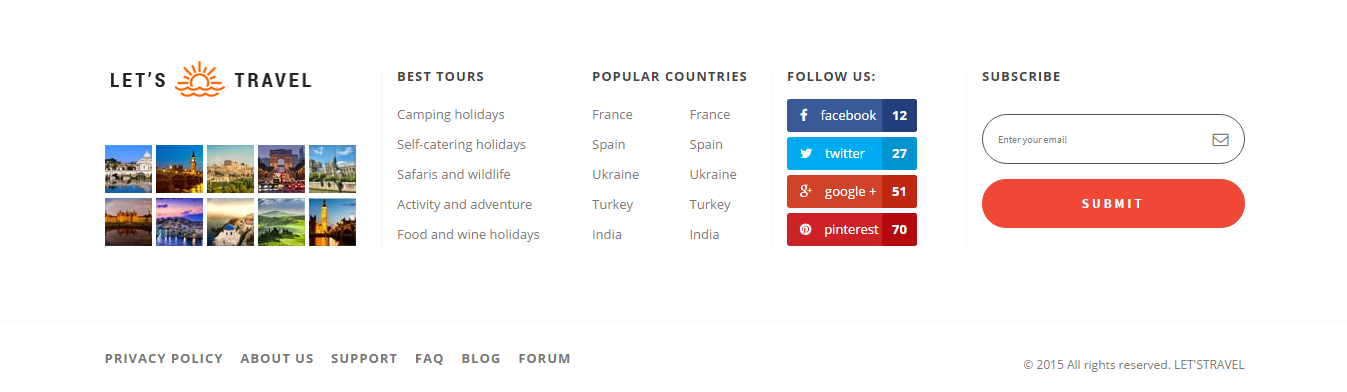 LET'S TRAVEL
BEST TOURS
Camping holidays
Self-catering holidays
Safaris and wildlife
Activity and adventure
Food and wine holidays
POPULAR COUNTRIES
France France
Spain Spain
Ukraine Ukraine
Turkey Turkey
India India
FOLLOW US:
facebook 12
twitter 27
google + 51
pinterest 70
SUBSCRIBE
Enter your email
SUBMIT
PRIVACY POLICY ABOUT US SUPPORT FAQ BLOG FORUM
© 2015 All rights reserved. LET'STRAVEL